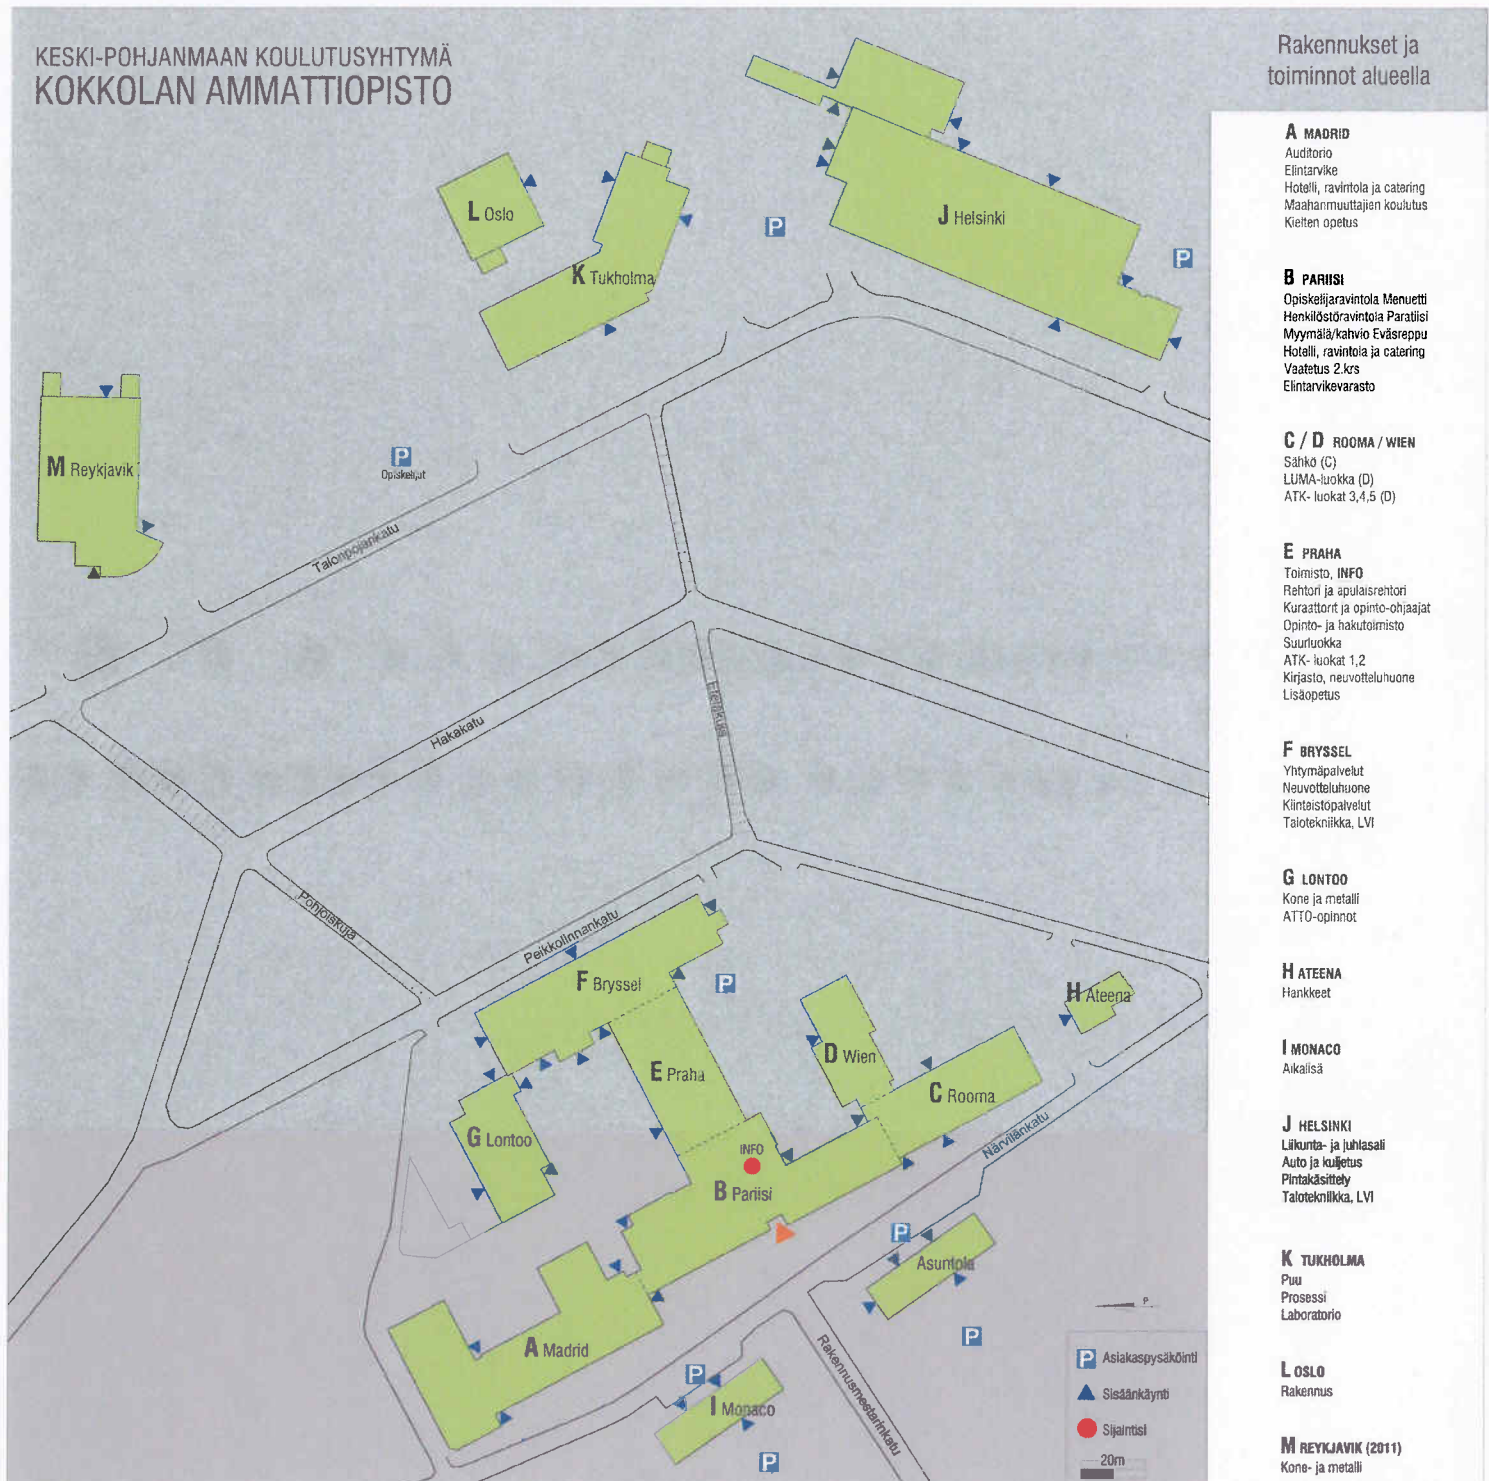 KESKI-POHJANMAAN KOULUTUSYHTYMÄ
KOKKOLAN AMMATTIOPISTO
Rakennukset ja
toiminnot alueella
A MADRID
Auditorio
Elintarvike
Hotelli, ravintola ja catering
Maahanmuuttajien koulutus
Kielten opetus
B PARIISI
Opiskelijaravintola Menuetti
Henkilöstöravintola Paratiisi
Myymälä/kahvio Eväsreppu
Hotelli, ravintola ja catering
Vaatetus 2.krs
Elintarvikevarasto
C / D ROOMA / WIEN
Sähkö (C)
LUMA-luokka (D)
ATK- luokat 3,4,5 (D)
E PRAHA
Toimisto, INFO
Rehtori ja apulaisrehtori
Kuraattorit ja opinto-ohjaajat
Opinto- ja hakutoimisto
Suurluokka
ATK- luokat 1,2
Kirjasto, neuvotteluhuone
Lisäopetus
F BRYSSEL
Yhtymäpalvelut
Neuvotteluhuone
Kiinteistöpalvelut
Talotekniikka, LVI
G LONTOO
Kone ja metalli
ATTO-opinnot
H ATEENA
Hankkeet
I MONACO
Aikalisä
J HELSINKI
Liikunta- ja juhlasali
Auto ja kuljetus
Pintakäsittely
Talotekniikka, LVI
K TUKHOLMA
Puu
Prosessi
Laboratorio
L OSLO
Rakennus
M REYKJAVIK (2011)
Kone- ja metalli
L Oslo
K Tukholma
J Helsinki
P
P
M Reykjavik
P
Opiskelijat
Talonpojankatu
Hakakatu
Eteläkuja
Pohjoiskuja
Peikkolinnankatu
F Bryssel
P
H Ateena
D Wien
E Praha
C Rooma
G Lontoo
INFO
B Pariisi
Närvilänkatu
P
Asuntola
A Madrid
P
I Monaco
P
P
Rakennusmestarinkatu
P
P Asiakaspysäköinti
Sisäänkäynti
Sijaintisi
20m